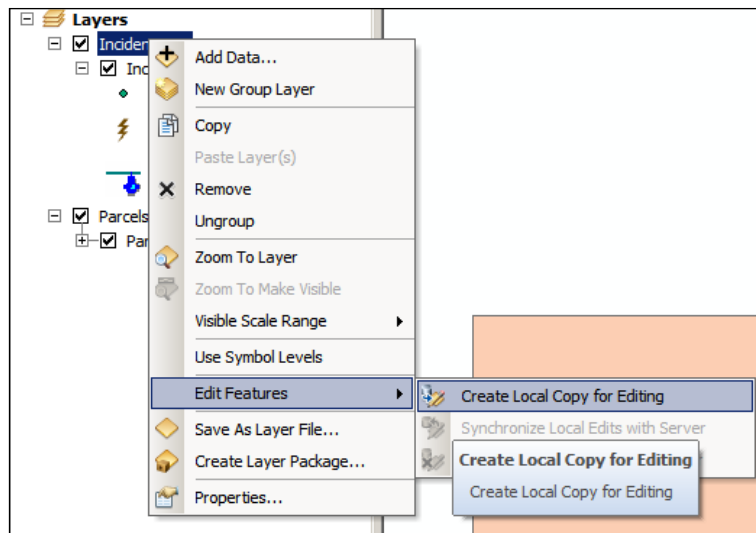 Layers
Inciden
Inc
Parcels
Par
Add Data...
New Group Layer
Copy
Paste Layer(s)
Remove
Ungroup
Zoom To Layer
Zoom To Make Visible
Visible Scale Range
Use Symbol Levels
Edit Features
Save As Layer File...
Create Layer Package...
Properties...
Create Local Copy for Editing
Synchronize Local Edits with Server
Create Local Copy for Editing
Create Local Copy for Editing